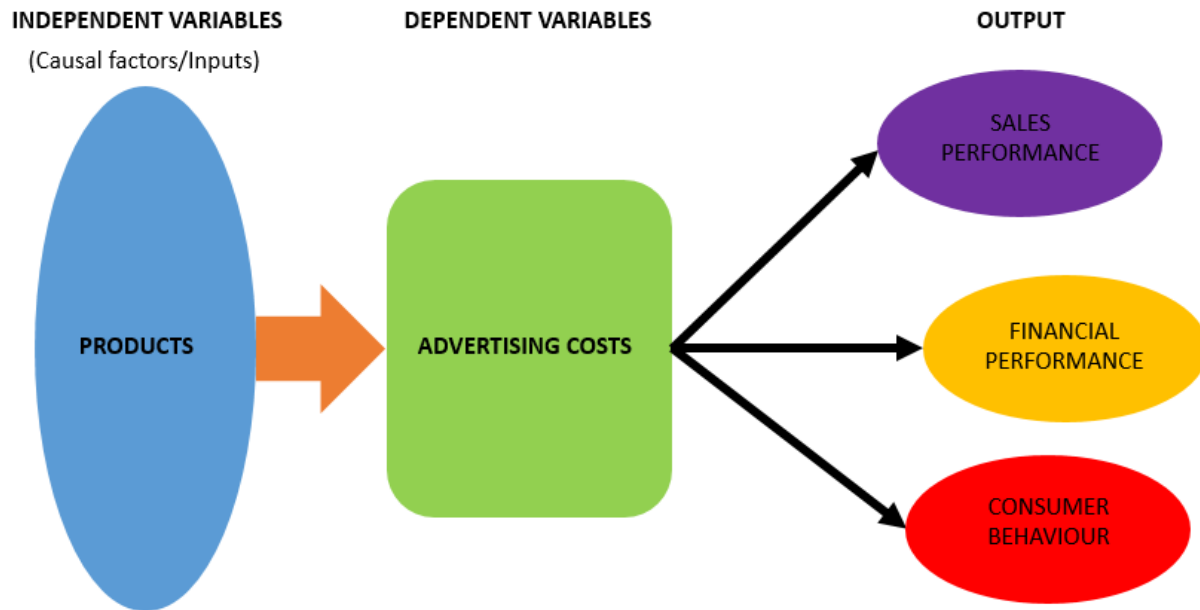 INDEPENDENT VARIABLES
(Causal factors/Inputs)
DEPENDENT VARIABLES
OUTPUT
PRODUCTS
ADVERTISING COSTS
SALES
PERFORMANCE
FINANCIAL
PERFORMANCE
CONSUMER
BEHAVIOUR